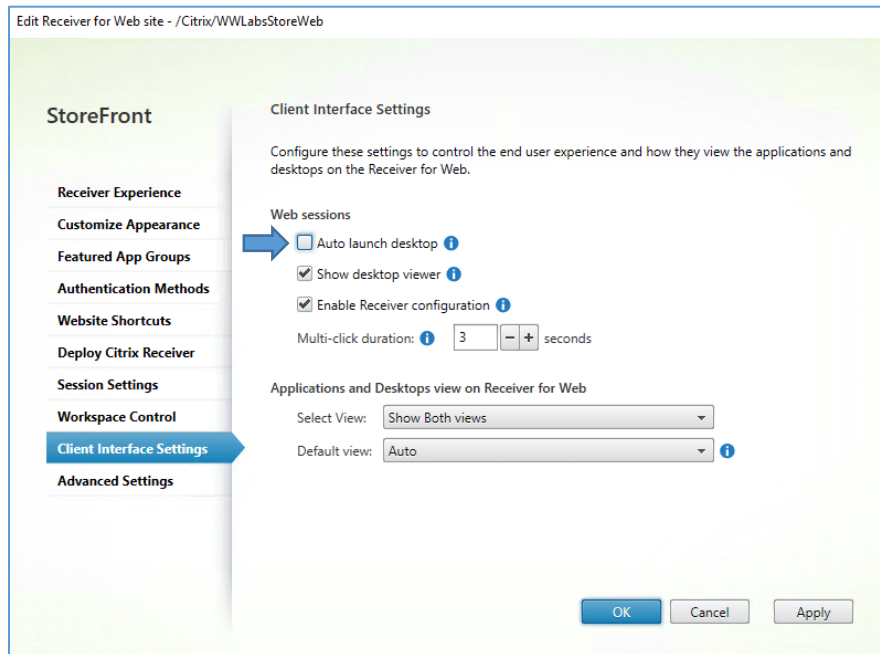 Edit Receiver for Web site - /Citrix/WWLabsStoreWeb
StoreFront
Receiver Experience
Customize Appearance
Featured App Groups
Authentication Methods
Website Shortcuts
Deploy Citrix Receiver
Session Settings
Workspace Control
Client Interface Settings
Advanced Settings
Client Interface Settings
Configure these settings to control the end user experience and how they view the applications and
desktops on the Receiver for Web.
Web sessions
Auto launch desktop
Show desktop viewer
Enable Receiver configuration
Multi-click duration: 3 seconds
Applications and Desktops view on Receiver for Web
Select View: Show Both views
Default view: Auto
OK Cancel Apply